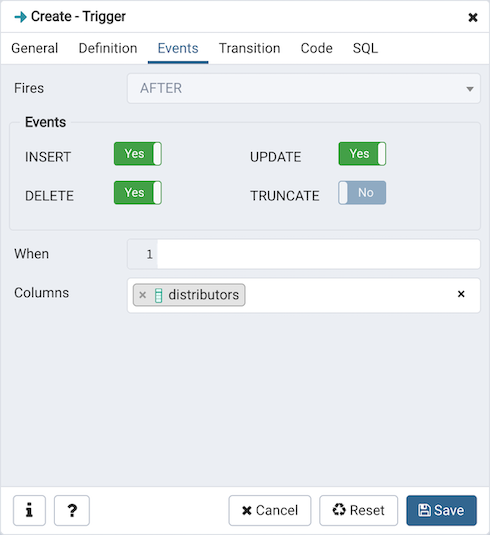 Create - Trigger
General Definition Events Transition Code SQL
Fires AFTER
Events
INSERT Yes UPDATE Yes
DELETE Yes TRUNCATE No
When 1
Columns distributors
i ? Cancel Reset Save